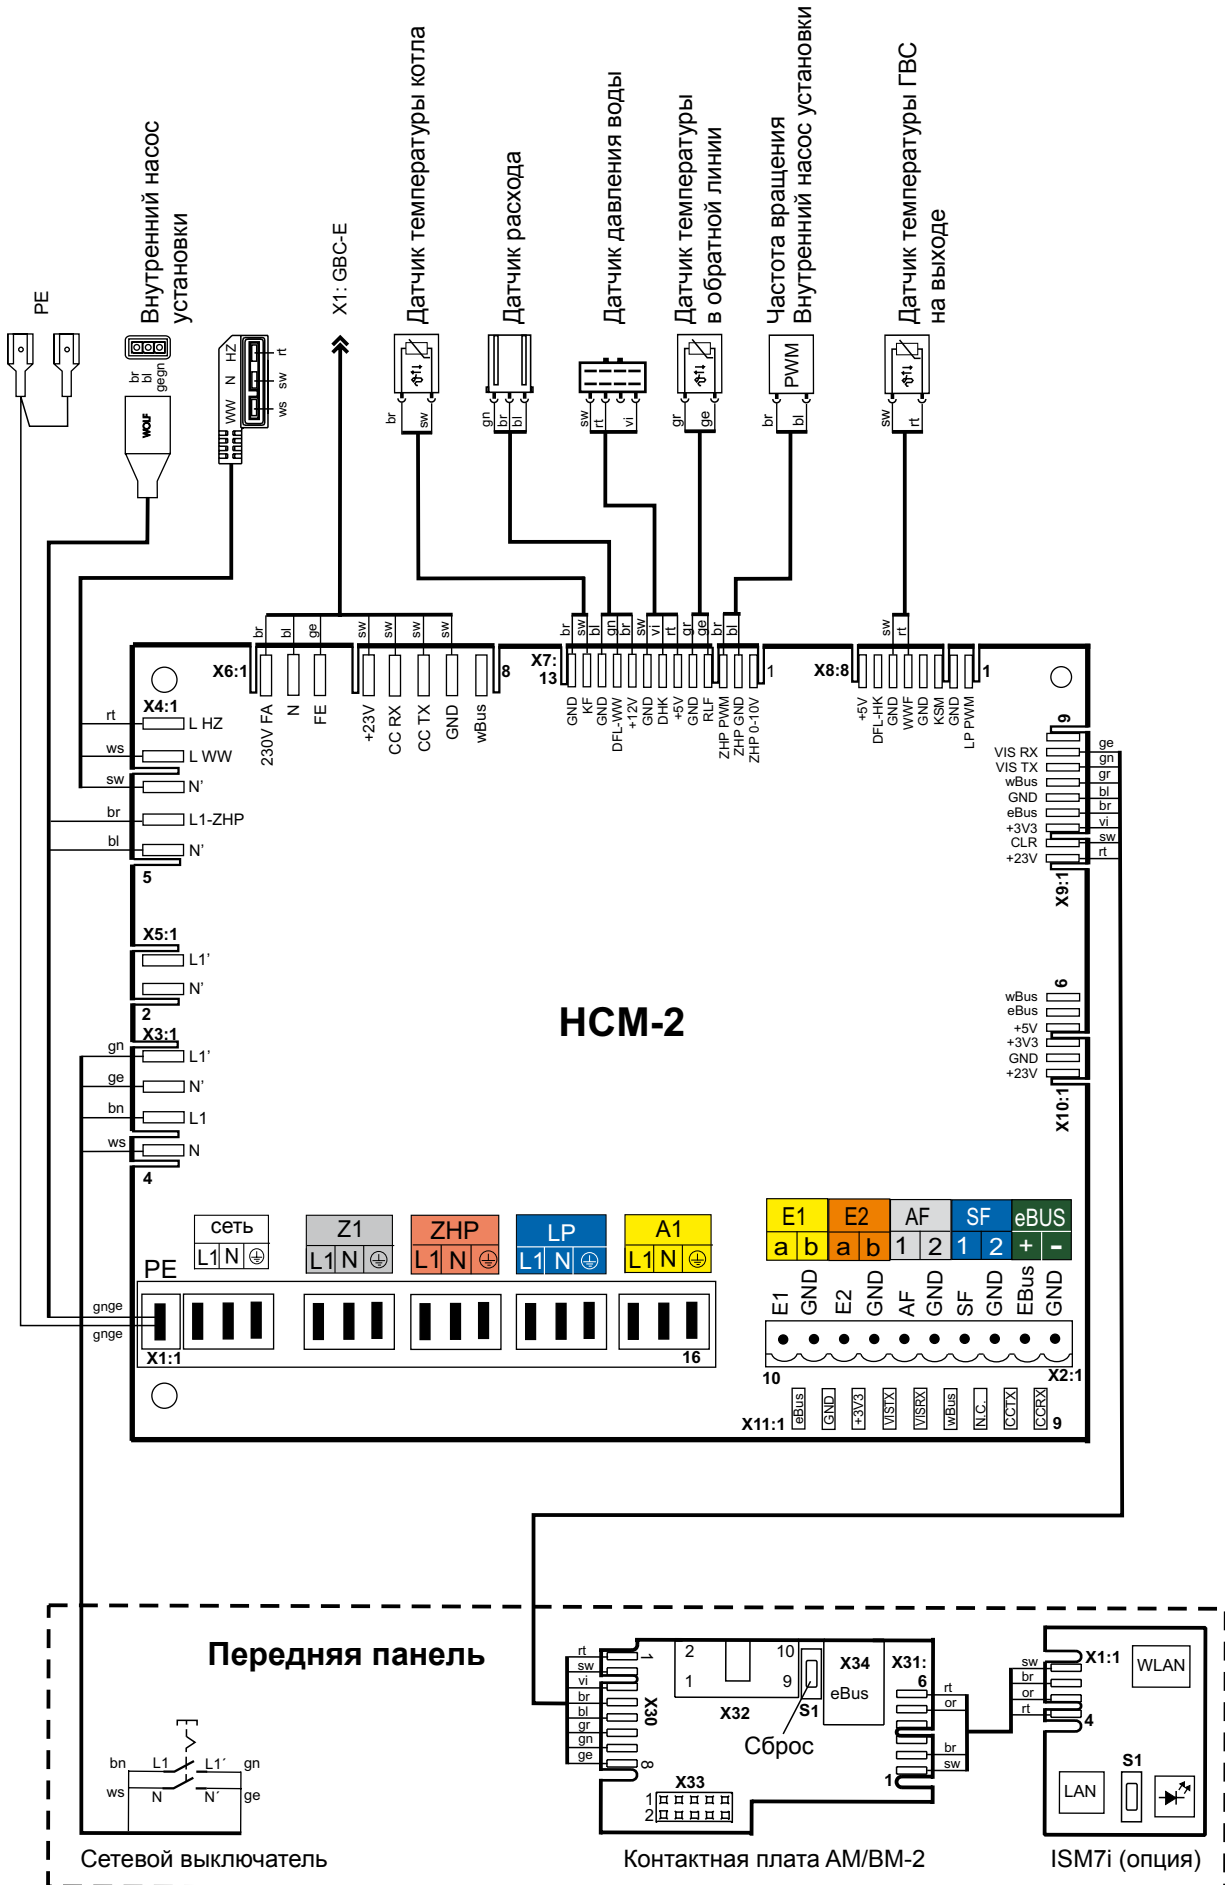 PE
Внутренний насос
установки
X1: GBC-E
Датчик температуры котла
Датчик расхода
Датчик давления воды
Датчик температуры
в обратной линии
Частота вращения
Внутренний насос установки
Датчик температуры ГВС
на выходе
br
bl
gegn
WOLF
WW N HZ
ws sw rt
br sw
gn br bl
sw rt vi
gr ge
PWM
br bl
sw rt
br bl ge sw sw sw sw
br sw bl gn br sw vi rt gr ge br bl
sw rt
X6:1
8
X7:
13
1
X8:8
1
230V FA
N
FE
+23V
CC RX
CC TX
GND
wBus
GND
KF
GND
DFL-WW
+12V
GND
DHK
+5V
GND
RLF
ZHP PWM
ZHP GND
ZHP 0-10V
+5V
DFL-HK
GND
WWF
GND
KSM
GND
LP PWM
X4:1
rt L HZ
ws L WW
sw N'
br L1-ZHP
bl N'
5
X5:1
L1'
N'
2
X3:1
gn L1'
ge N'
bn L1
ws N
4
9
VIS RX ge
VIS TX gn
wBus gr
GND bl
eBus br
+3V3 vi
CLR sw
+23V rt
X9:1
6
wBus
eBus
+5V
+3V3
GND
+23V
X10:1
HCM-2
сеть
L1 N
Z1
L1 N
ZHP
L1 N
LP
L1 N
A1
L1 N
PE
gnge
gnge
X1:1
16
E1 E2 AF SF eBUS
a b a b 1 2 1 2 + -
E1
GND
E2
GND
AF
GND
SF
GND
EBus
GND
10
X2:1
X11:1
eBus
GND
+3V3
VISTX
VISRX
wBus
N.C.
CCTX
CCRX
9
Передняя панель
bn L1 L1´ gn
ws N N´ ge
Сетевой выключатель
rt
sw
vi
br
bl
gr
gn
ge
1
X30
8
2 10
1 9
X32
S1
Сброс
X34
eBus
X31:
6
rt
or
br
sw
1
X33
1
2
Контактная плата AM/BM-2
sw
br
or
rt
X1:1
4
WLAN
LAN
S1
ISM7i (опция)